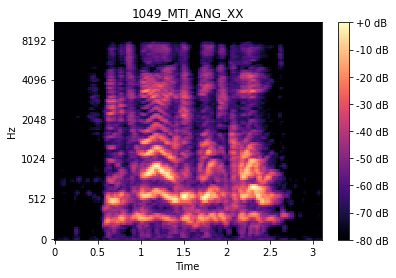 1049_MTI_ANG_XX
8192
4096
2048
1024
512
0
Hz
0
0.5
1
1.5
2
2.5
3
Time
+0 dB
-10 dB
-20 dB
-30 dB
-40 dB
-50 dB
-60 dB
-70 dB
-80 dB